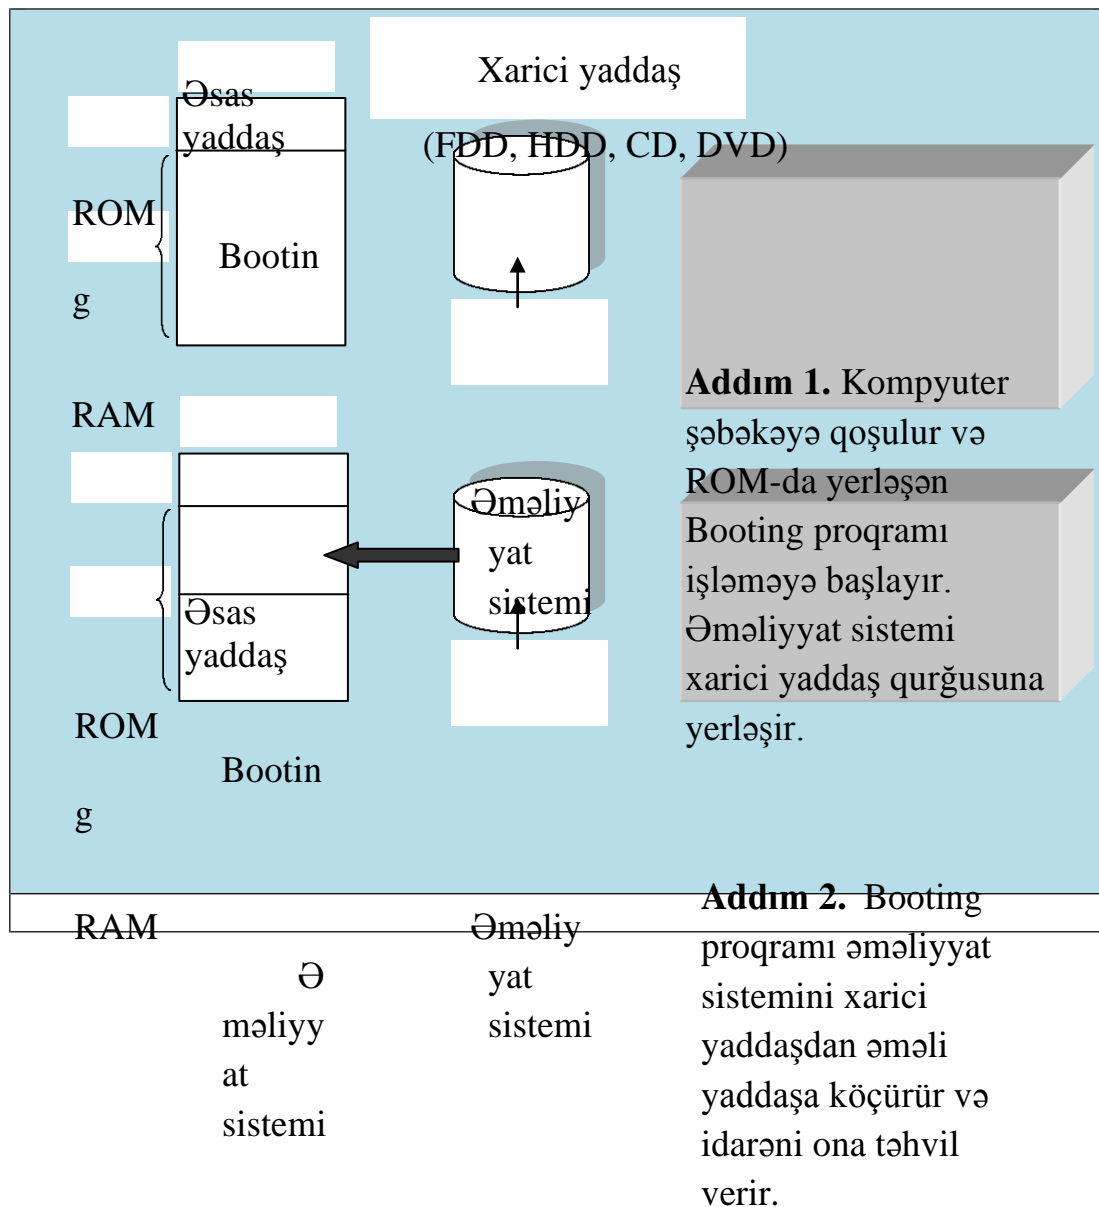 Xarici yaddaş
Əsas
yaddaş
(FDD, HDD, CD, DVD)
ROM
Bootin
g
RAM
Addım 1. Kompyuter
şəbəkəyə qoşulur və
ROM-da yerləşən
Booting proqramı
işləməyə başlayır.
Əməliyyat sistemi
xarici yaddaş qurğusuna
yerləşir.
Əməliy
yat
sistemi
Əsas
yaddaş
ROM
Bootin
g
RAM
Ə
məliyy
at
sistemi
Əməliy
yat
sistemi
Addım 2. Booting
proqramı əməliyyat
sistemini xarici
yaddaşdan əməli
yaddaşa köçürür və
idarəni ona təhvil
verir.